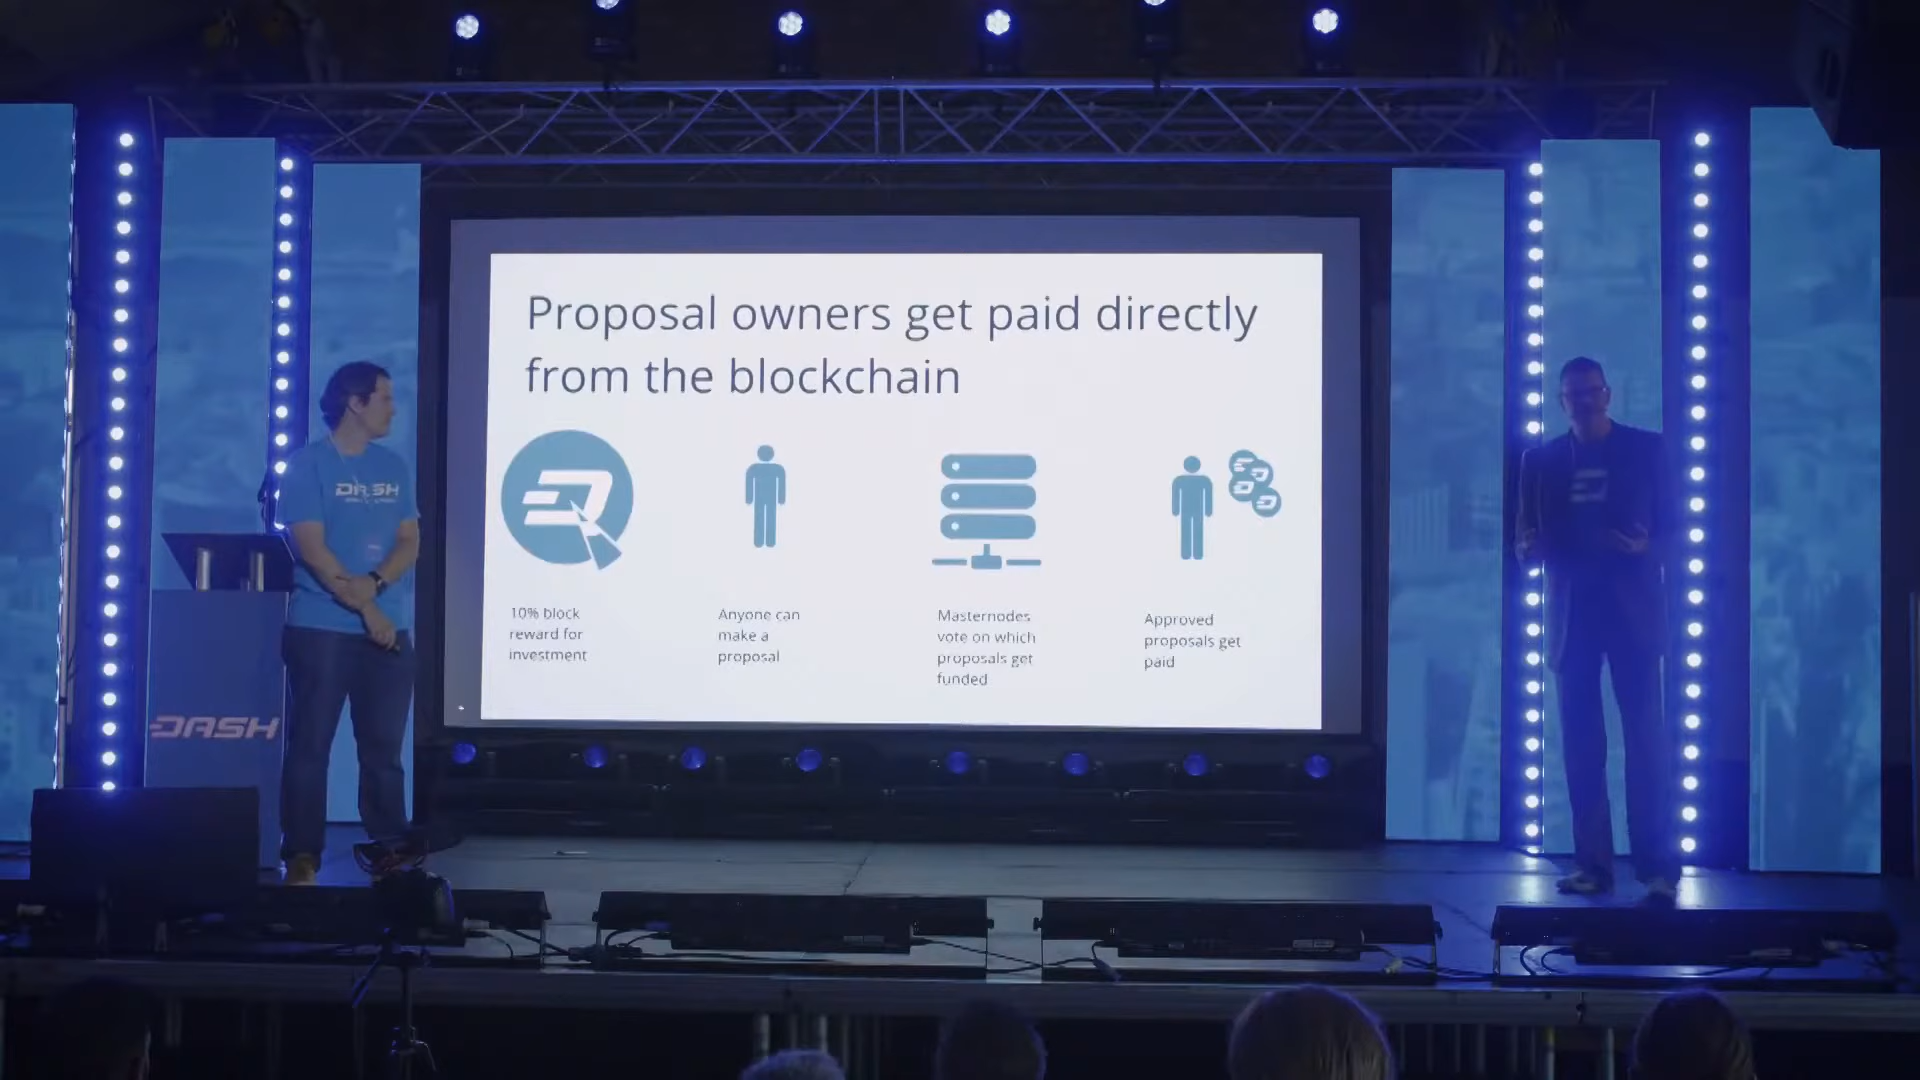 Proposal owners get paid directly
from the blockchain
10% block
reward for
investment
Anyone can
make a
proposal
Masternodes
vote on which
proposals get
funded
Approved
proposals get
paid
DASH
DASH